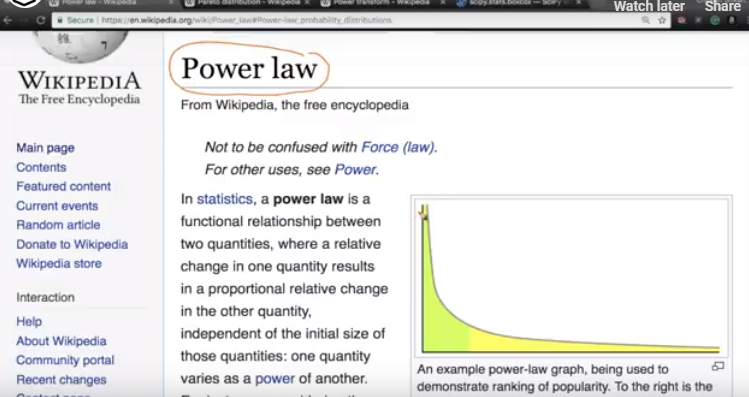 Power law - Wikipedia
Pareto distribution - Wikipedia
Power transform - Wikipedia
scipy.stats.boxcox — SciPy
Watch later
Share
Secure
https://en.wikipedia.org/wiki/Power_law#Power-law_probability_distributions
WIKIPEDIA
The Free Encyclopedia
Main page
Contents
Featured content
Current events
Random article
Donate to Wikipedia
Wikipedia store
Interaction
Help
About Wikipedia
Community portal
Recent changes
Contact page
Power law
From Wikipedia, the free encyclopedia
Not to be confused with Force (law).
For other uses, see Power.
In statistics, a power law is a
functional relationship between
two quantities, where a relative
change in one quantity results
in a proportional relative change
in the other quantity,
independent of the initial size of
those quantities: one quantity
varies as a power of another.
An example power-law graph, being used to
demonstrate ranking of popularity. To the right is the